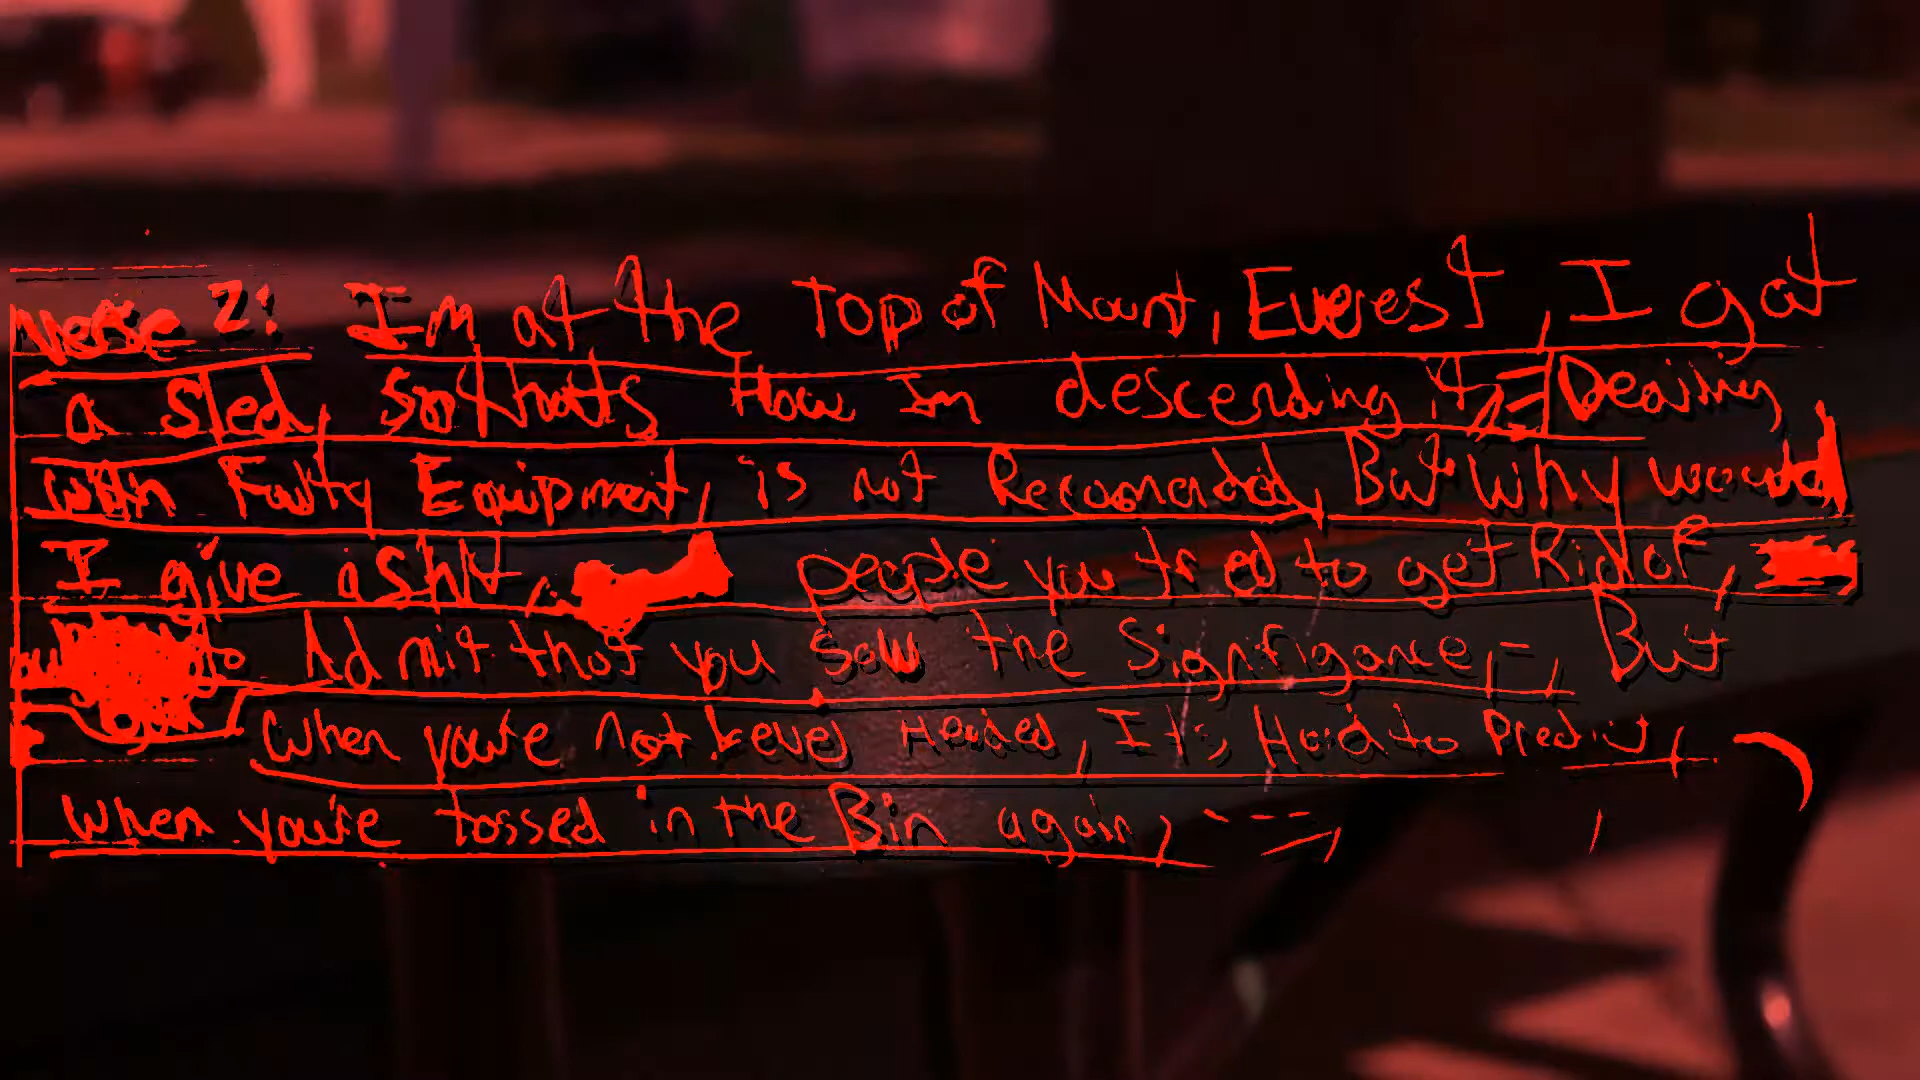 Verse 2: I'm at the Top of Mount, Everest, I got
a sled, so thats How Im descending it, Dealing
with Faulty Equipment, is not Recomended, But why would
I give a shit, people you tried to get Rid of,
Admit that you saw the Signifigance, -, But
when you're not Level Headed, It's Hard to Predict,
when you're tossed in the Bin again, ---,